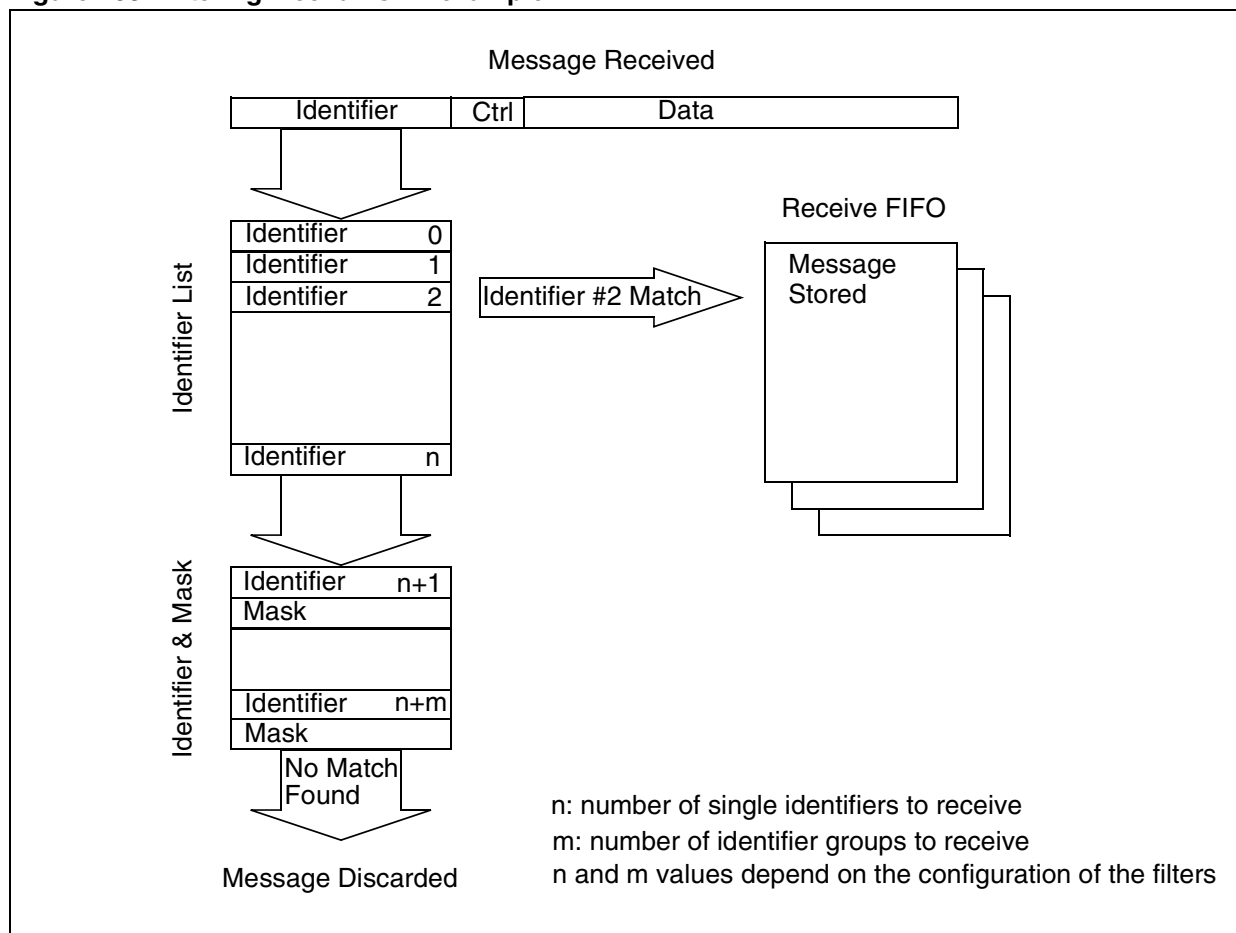 Message Received
Identifier Ctrl Data
Identifier List
Identifier 0
Identifier 1
Identifier 2
Identifier n
Identifier #2 Match
Receive FIFO
Message
Stored
Identifier & Mask
Identifier n+1
Mask
Identifier n+m
Mask
No Match
Found
Message Discarded
n: number of single identifiers to receive
m: number of identifier groups to receive
n and m values depend on the configuration of the filters